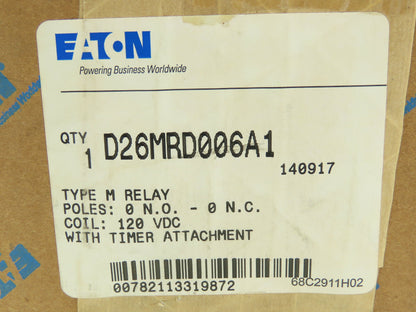 EATON
Powering Business Worldwide
QTY
1 D26MRD006A1
140917
TYPE M RELAY
POLES: 0 N.O. - 0 N.C.
COIL: 120 VDC
WITH TIMER ATTACHMENT
00782113319872
68C2911H02